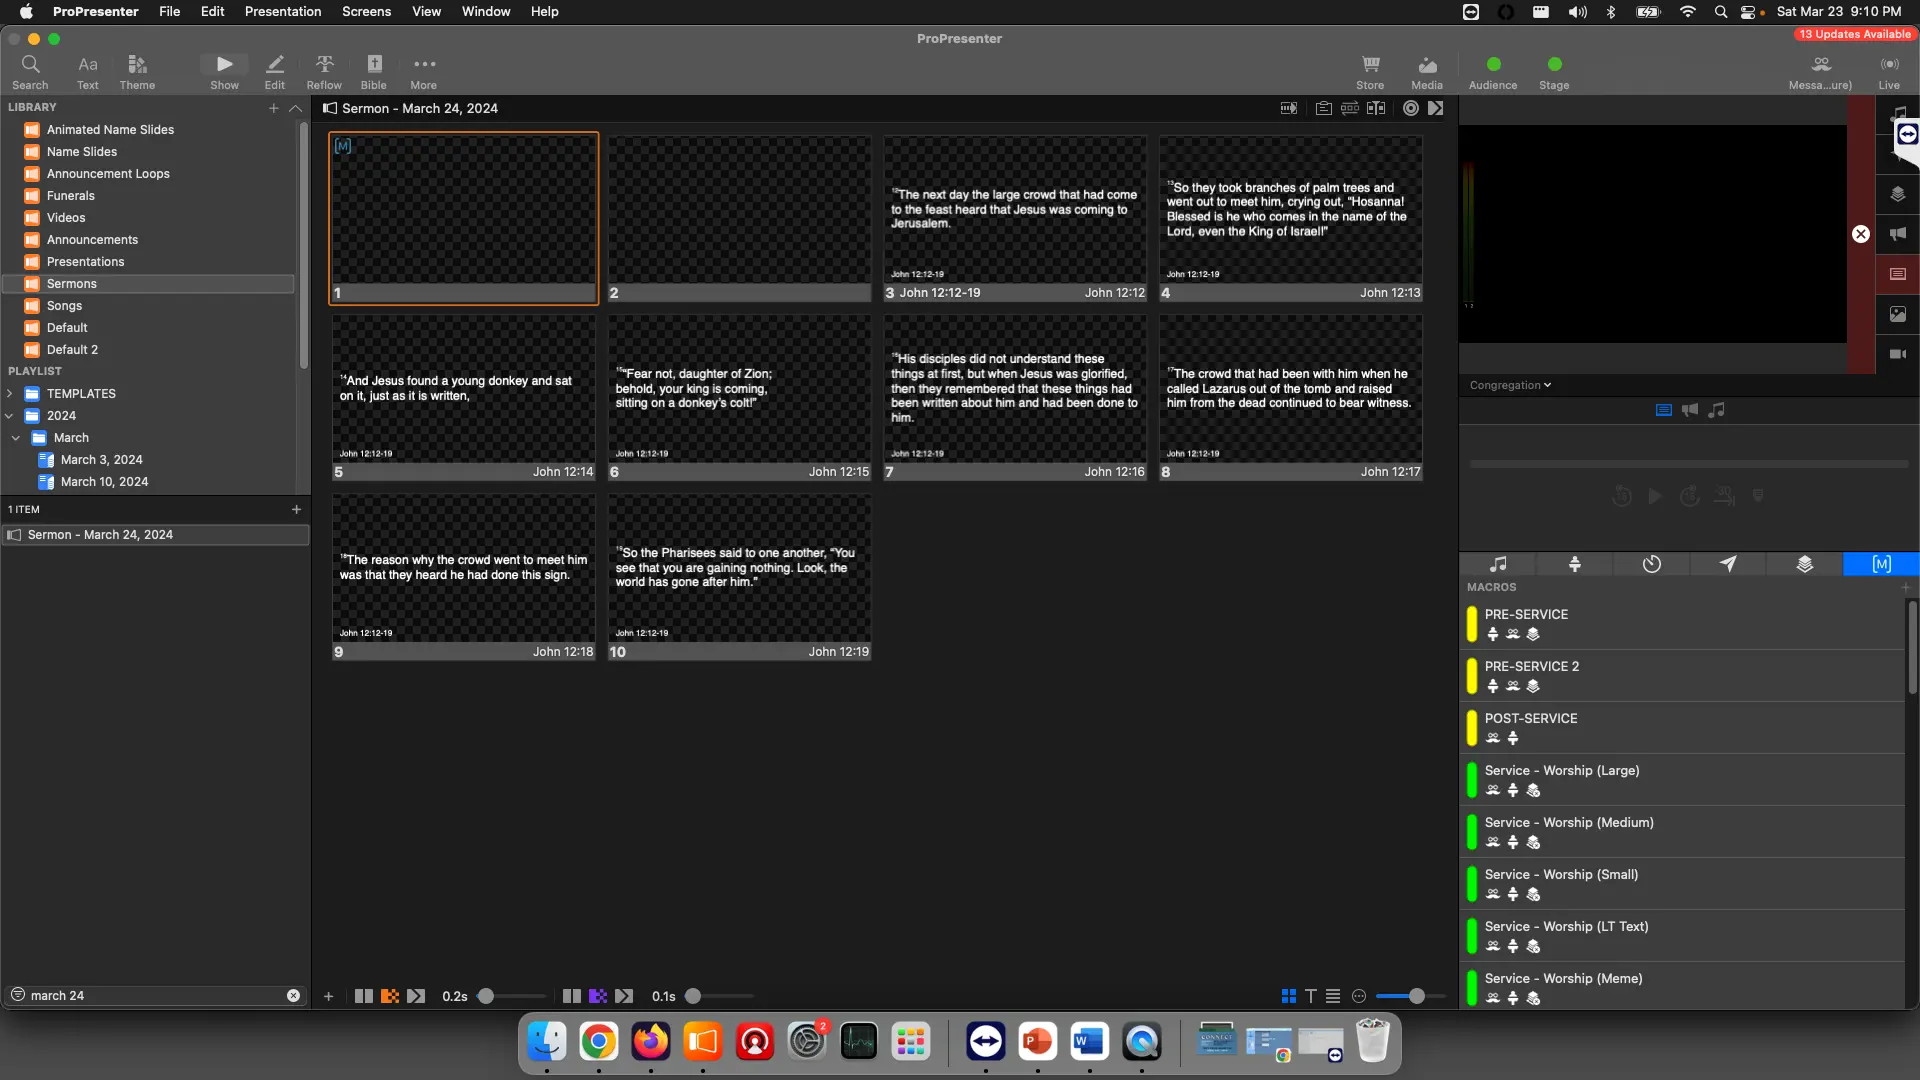 ProPresenter File Edit Presentation Screens View Window Help Sat Mar 23 9:10 PM
ProPresenter
13 Updates Available
Search Text Theme Show Edit Reflow Bible More Store Media Audience Stage Messa...ure) Live
LIBRARY
Animated Name Slides
Name Slides
Announcement Loops
Funerals
Videos
Announcements
Presentations
Sermons
Songs
Default
Default 2
PLAYLIST
TEMPLATES
2024
March
March 3, 2024
March 10, 2024
1 ITEM
Sermon - March 24, 2024
march 24
Sermon - March 24, 2024
[M]
1
2
12The next day the large crowd that had come
to the feast heard that Jesus was coming to
Jerusalem.
John 12:12-19
3 John 12:12-19 John 12:12
13So they took branches of palm trees and
went out to meet him, crying out, “Hosanna!
Blessed is he who comes in the name of the
Lord, even the King of Israel!”
John 12:12-19
4 John 12:13
14And Jesus found a young donkey and sat
on it, just as it is written,
John 12:12-19
5 John 12:14
15“Fear not, daughter of Zion;
behold, your king is coming,
sitting on a donkey’s colt!”
John 12:12-19
6 John 12:15
16His disciples did not understand these
things at first, but when Jesus was glorified,
then they remembered that these things had
been written about him and had been done to
him.
John 12:12-19
7 John 12:16
17The crowd that had been with him when he
called Lazarus out of the tomb and raised
him from the dead continued to bear witness.
John 12:12-19
8 John 12:17
18The reason why the crowd went to meet him
was that they heard he had done this sign.
John 12:12-19
9 John 12:18
19So the Pharisees said to one another, “You
see that you are gaining nothing. Look, the
world has gone after him.”
John 12:12-19
10 John 12:19
0.2s 0.1s
1 2
Congregation
[M]
MACROS
PRE-SERVICE
PRE-SERVICE 2
POST-SERVICE
Service - Worship (Large)
Service - Worship (Medium)
Service - Worship (Small)
Service - Worship (LT Text)
Service - Worship (Meme)
2
P
W
CONNECT